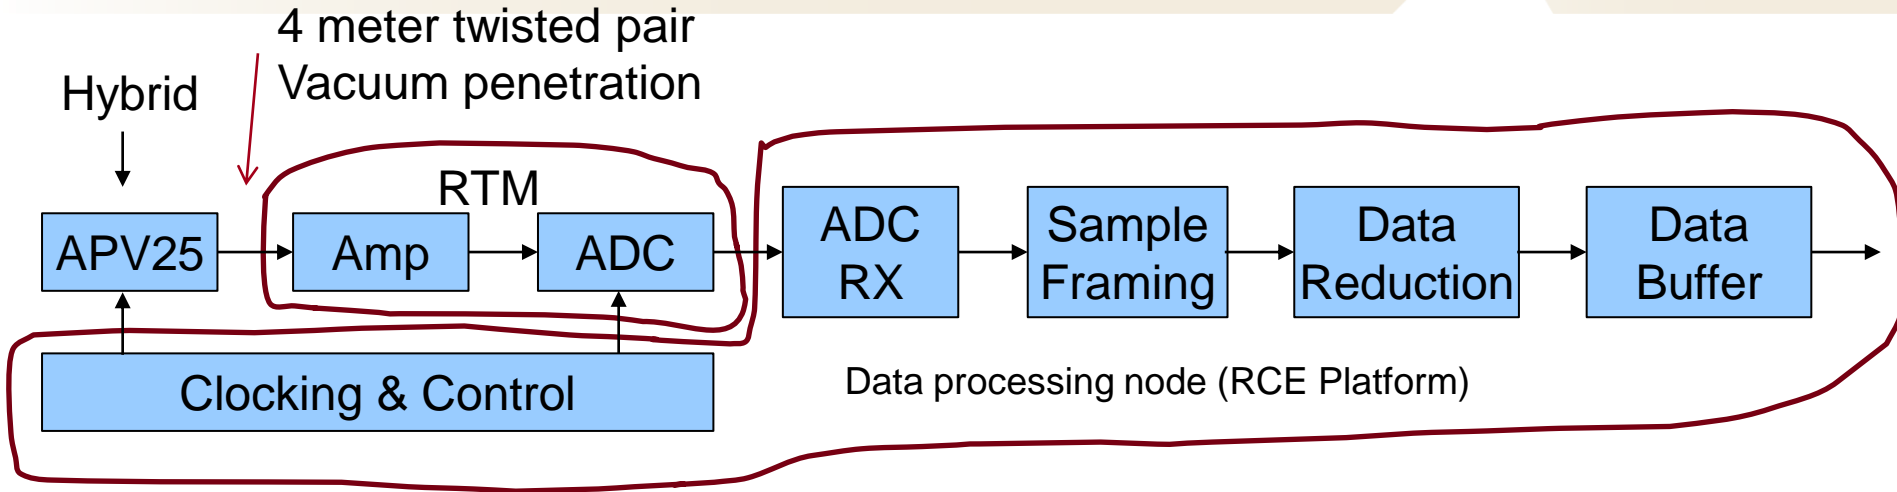 4 meter twisted pair
Vacuum penetration
Hybrid
RTM
APV25
Amp
ADC
ADC
RX
Sample
Framing
Data
Reduction
Data
Buffer
Clocking & Control
Data processing node (RCE Platform)